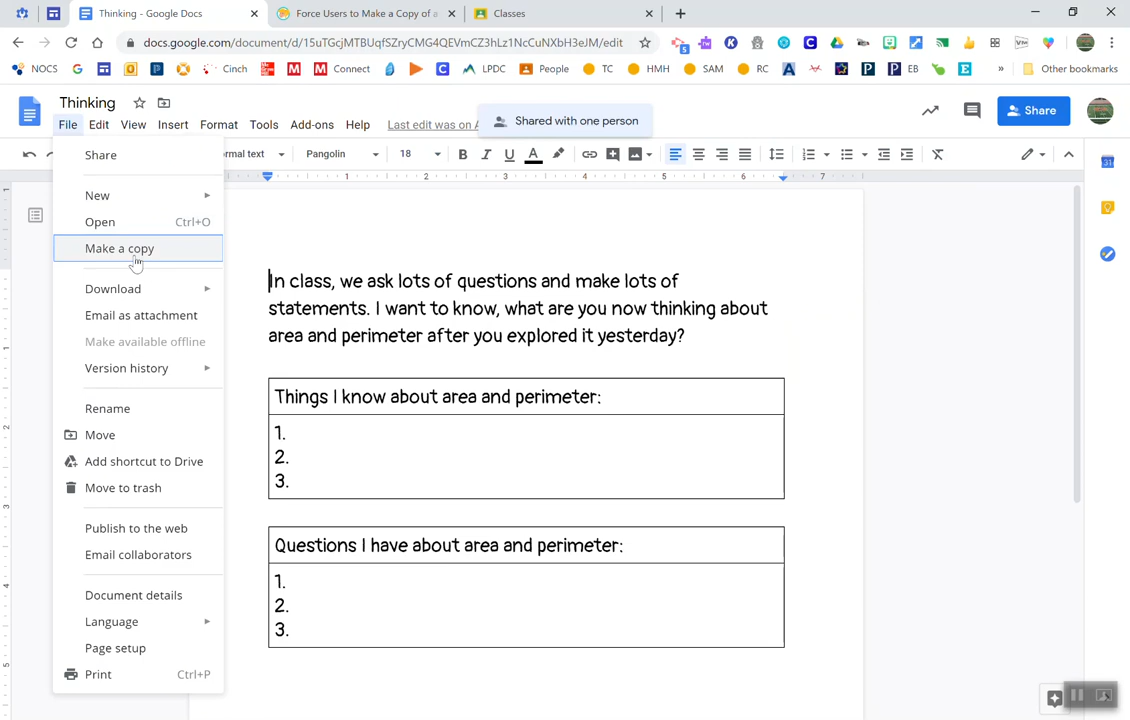 Thinking - Google Docs
Force Users to Make a Copy of a
Classes
docs.google.com/document/d/15uTGcjMTBUqfSZryCMG4QEVmCZ3hLz1NcCuNXbH3eJM/edit
NOCS Cinch Connect LPDC People TC HMH SAM RC EB » Other bookmarks
Thinking
Shared with one person
Share
File Edit View Insert Format Tools Add-ons Help Last edit was on A
rmal text Pangolin 18 B I U A
1 2 3 4 5 6 7
Share
New
Open Ctrl+O
Make a copy
Download
Email as attachment
Make available offline
Version history
Rename
Move
Add shortcut to Drive
Move to trash
Publish to the web
Email collaborators
Document details
Language
Page setup
Print Ctrl+P
In class, we ask lots of questions and make lots of
statements. I want to know, what are you now thinking about
area and perimeter after you explored it yesterday?
Things I know about area and perimeter:
1.
2.
3.
Questions I have about area and perimeter:
1.
2.
3.